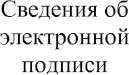 Сведения об
электронной
подписи